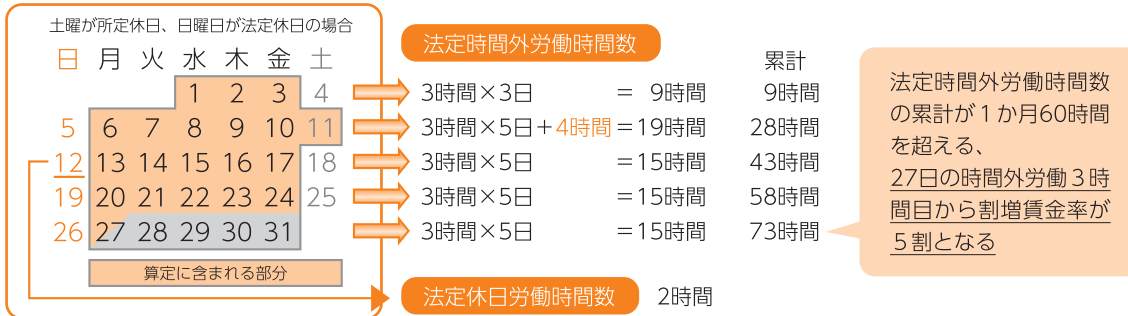 土曜が所定休日、日曜日が法定休日の場合
日 月 火 水 木 金 土
1 2 3 4
5 6 7 8 9 10 11
12 13 14 15 16 17 18
19 20 21 22 23 24 25
26 27 28 29 30 31
算定に含まれる部分
法定時間外労働時間数
累計
3時間×3日 = 9時間 9時間
3時間×5日+4時間=19時間 28時間
3時間×5日 =15時間 43時間
3時間×5日 =15時間 58時間
3時間×5日 =15時間 73時間
法定休日労働時間数 2時間
法定時間外労働時間数
の累計が1か月60時間
を超える、
27日の時間外労働3時
間目から割増賃金率が
5割となる